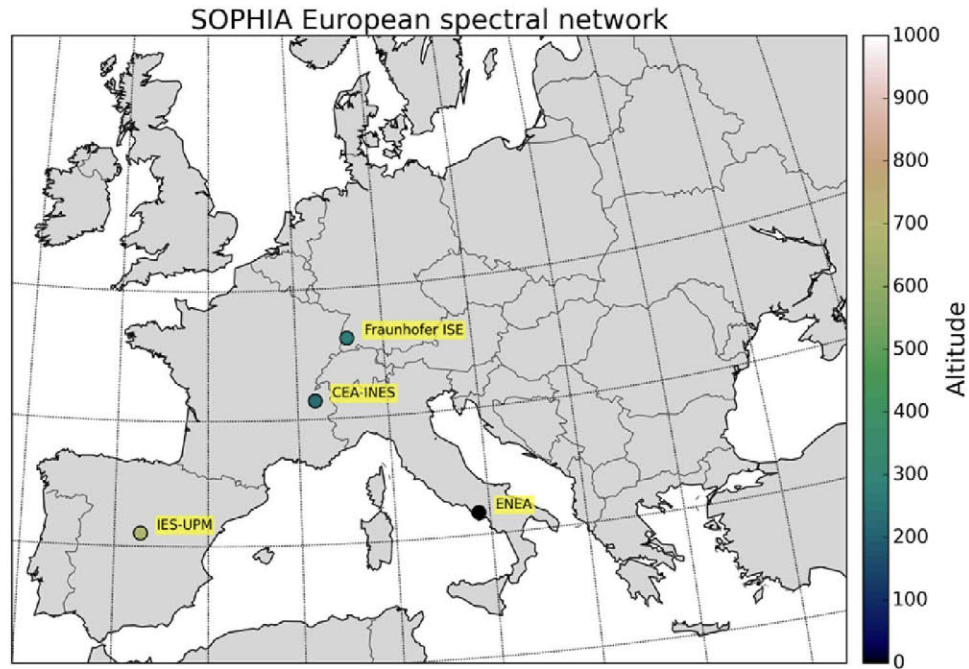 SOPHIA European spectral network
Fraunhofer ISE
CEA-INES
ENEA
IES-UPM
1000
900
800
700
600
500
400
300
200
100
0
Altitude